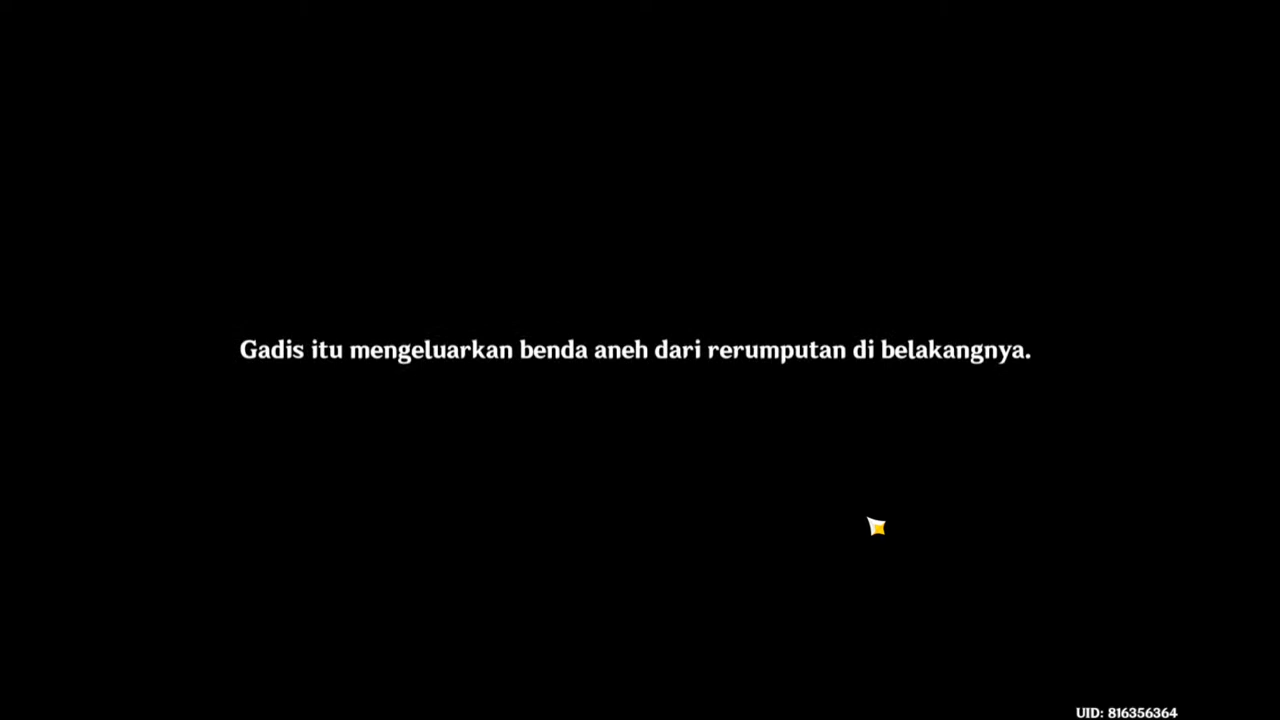 Gadis itu mengeluarkan benda aneh dari rerumputan di belakangnya.
UID: 816356364